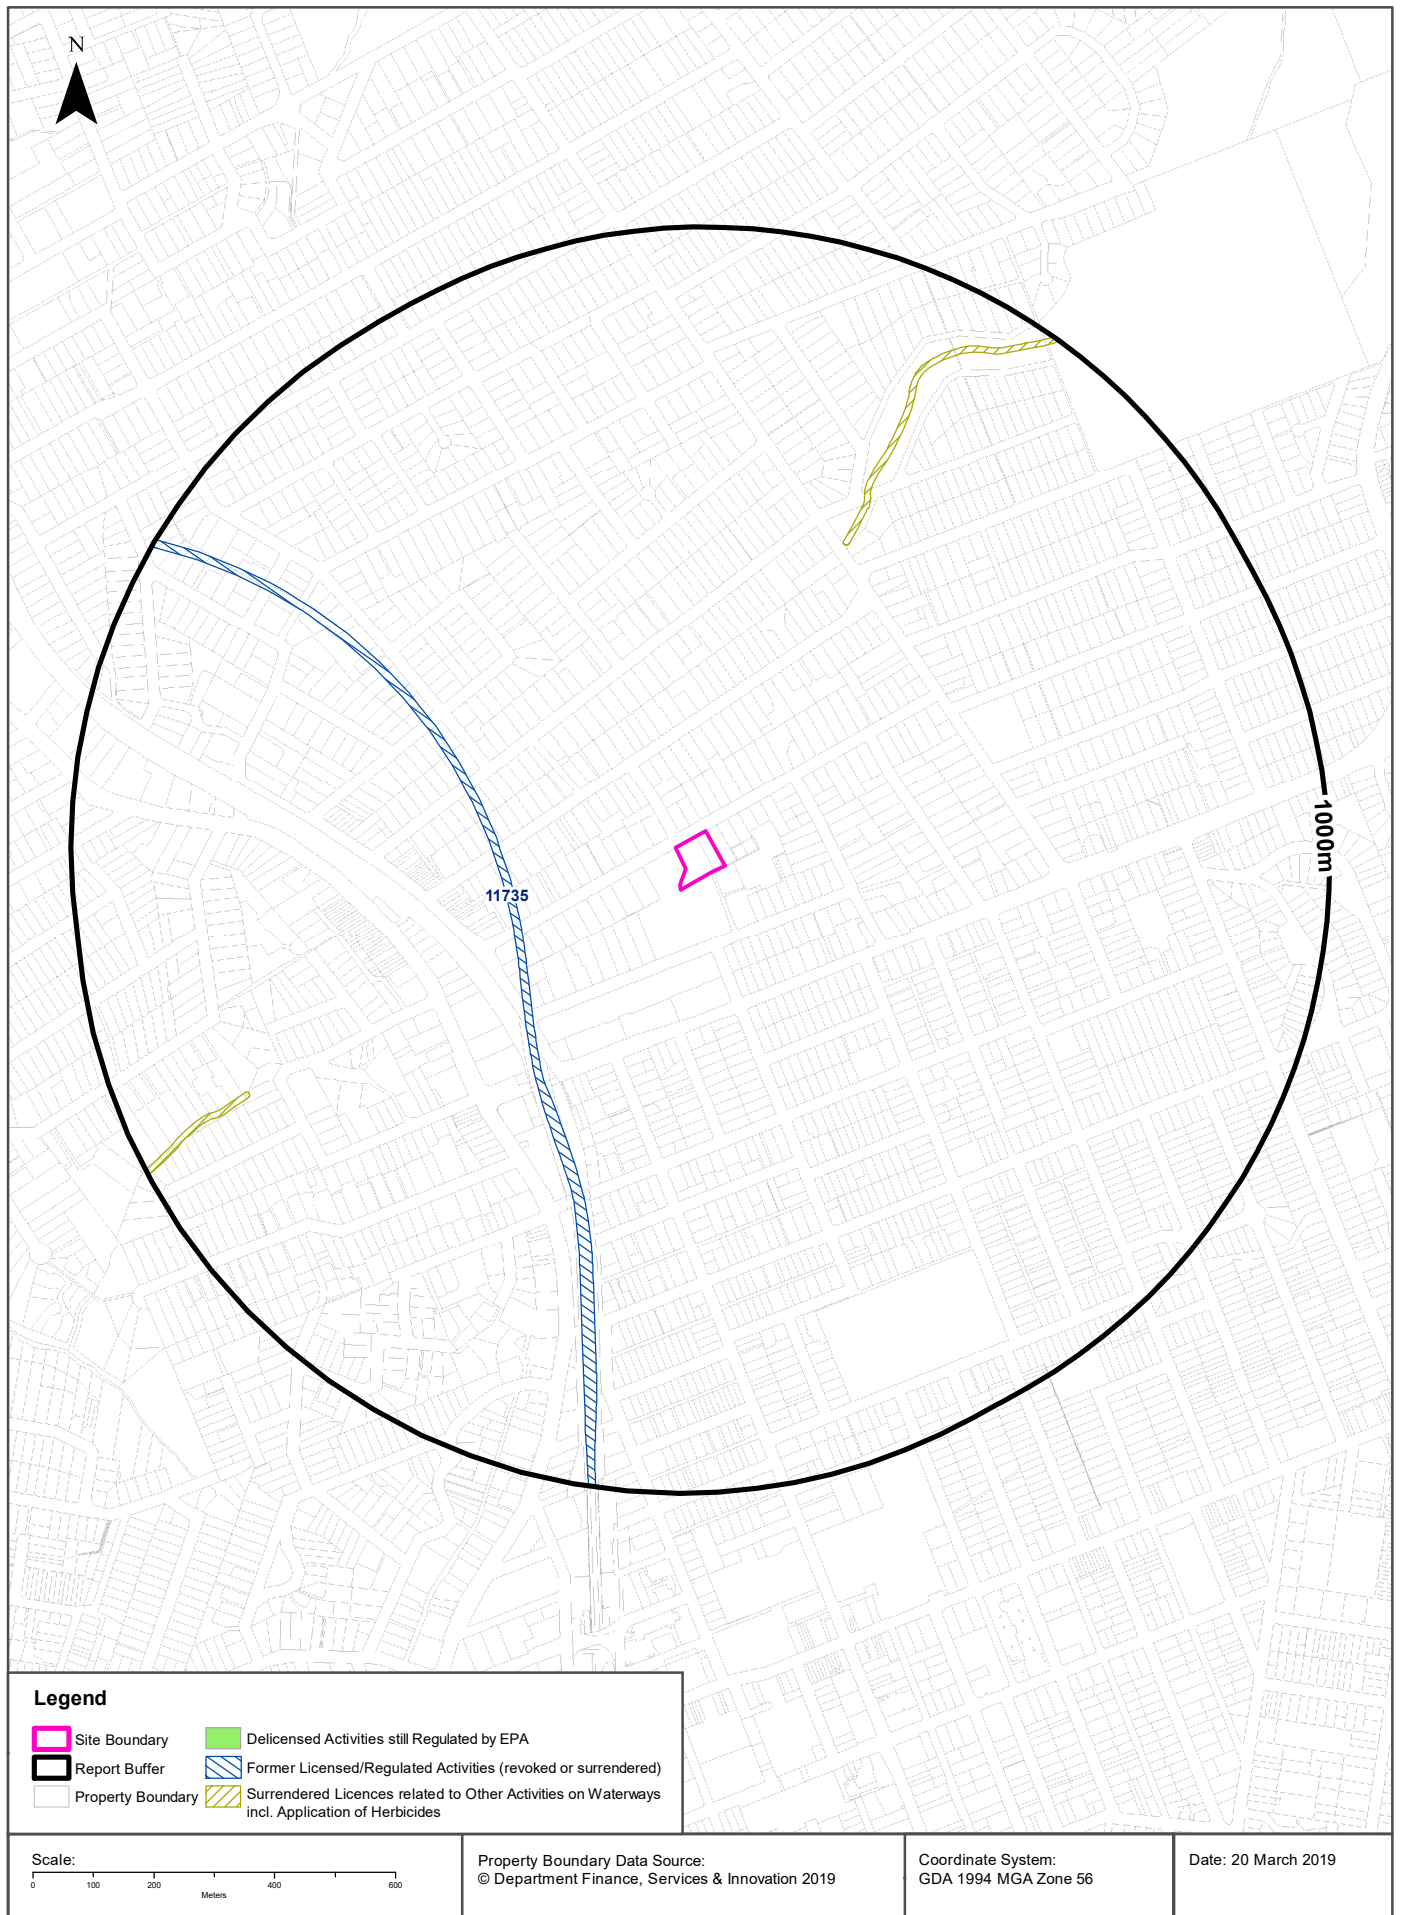 N
1000m
11735
Legend
Site Boundary
Report Buffer
Property Boundary
Delicensed Activities still Regulated by EPA
Former Licensed/Regulated Activities (revoked or surrendered)
Surrendered Licences related to Other Activities on Waterways
incl. Application of Herbicides
Scale:
0 100 200 400 600
Meters
Property Boundary Data Source:
© Department Finance, Services & Innovation 2019
Coordinate System:
GDA 1994 MGA Zone 56
Date: 20 March 2019